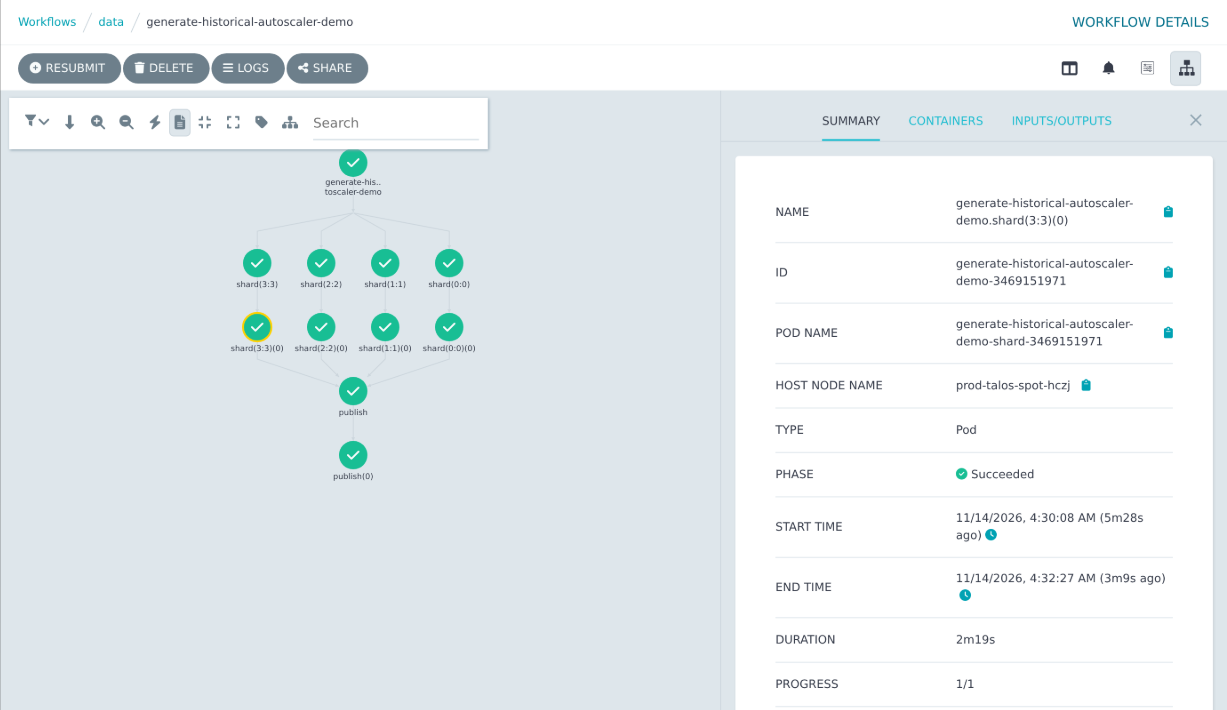 Workflows / data / generate-historical-autoscaler-demo
WORKFLOW DETAILS
RESUBMIT DELETE LOGS SHARE
Search
generate-his..
toscaler-demo
shard(3:3) shard(2:2) shard(1:1) shard(0:0)
shard(3:3)(0) shard(2:2)(0) shard(1:1)(0) shard(0:0)(0)
publish
publish(0)
SUMMARY CONTAINERS INPUTS/OUTPUTS
NAME
generate-historical-autoscaler-
demo.shard(3:3)(0)
ID
generate-historical-autoscaler-
demo-3469151971
POD NAME
generate-historical-autoscaler-
demo-shard-3469151971
HOST NODE NAME prod-talos-spot-hczj
TYPE Pod
PHASE Succeeded
START TIME
11/14/2026, 4:30:08 AM (5m28s
ago)
END TIME
11/14/2026, 4:32:27 AM (3m9s ago)
DURATION 2m19s
PROGRESS 1/1